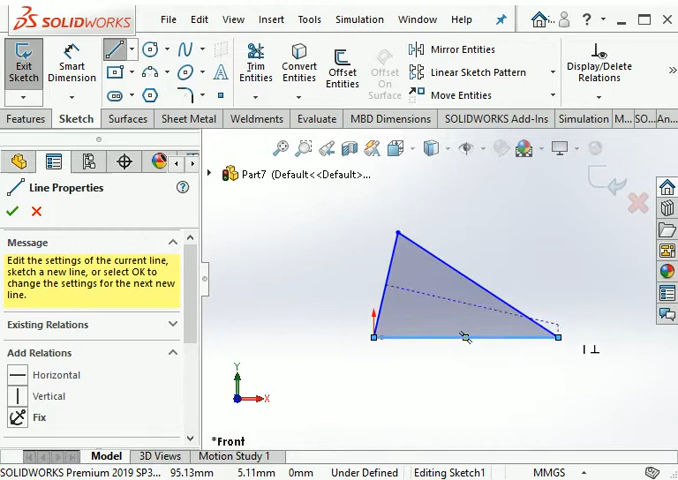 SOLIDWORKS File Edit View Insert Tools Simulation Window Help ?
Exit Sketch
Smart Dimension
Trim Entities
Convert Entities
Offset Entities
Offset On Surface
Mirror Entities
Linear Sketch Pattern
Move Entities
Display/Delete Relations
Features Sketch Surfaces Sheet Metal Weldments Evaluate MBD Dimensions SOLIDWORKS Add-Ins Simulation M... SO... An...
Part7 (Default<<Default>...
Line Properties
Message
Edit the settings of the current line, sketch a new line, or select OK to change the settings for the next new line.
Existing Relations
Add Relations
Horizontal
Vertical
Fix
Y
X
*Front
Model 3D Views Motion Study 1
SOLIDWORKS Premium 2019 SP3... 95.13mm 5.11mm 0mm Under Defined Editing Sketch1 MMGS